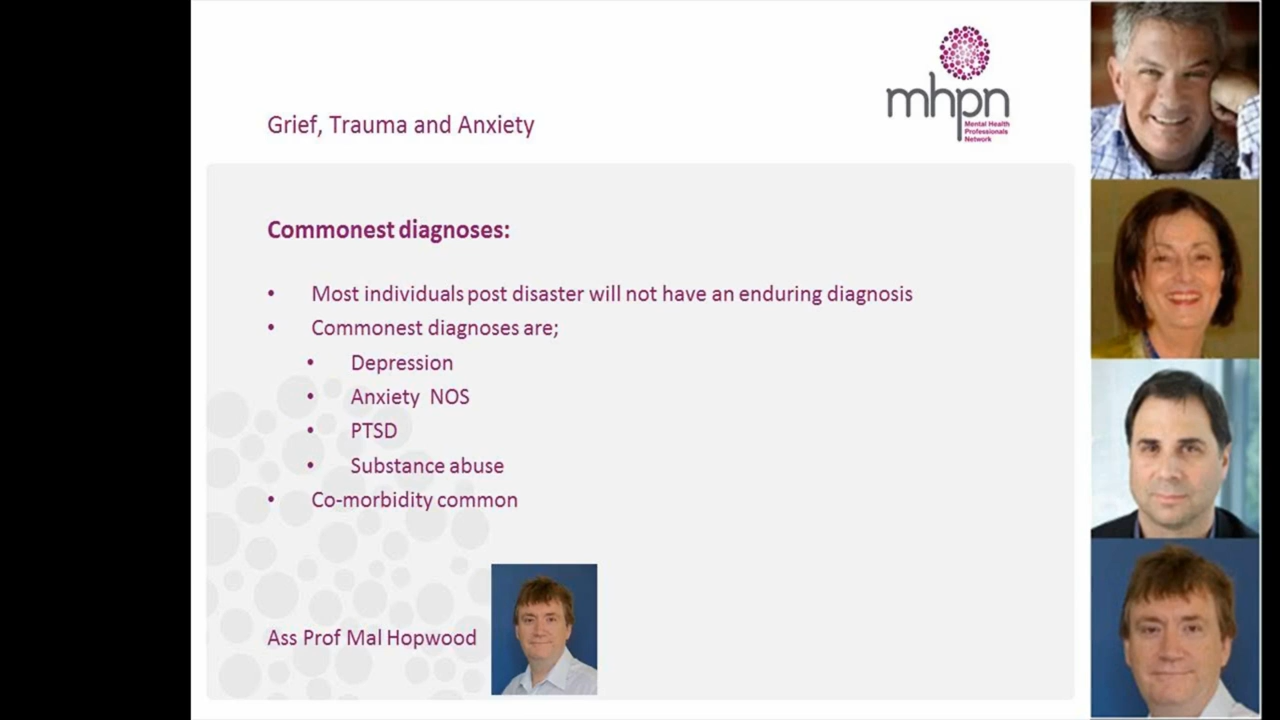 mhpn
Mental Health
Professionals
Network
Grief, Trauma and Anxiety
Commonest diagnoses:
• Most individuals post disaster will not have an enduring diagnosis
• Commonest diagnoses are;
• Depression
• Anxiety NOS
• PTSD
• Substance abuse
• Co-morbidity common
Ass Prof Mal Hopwood